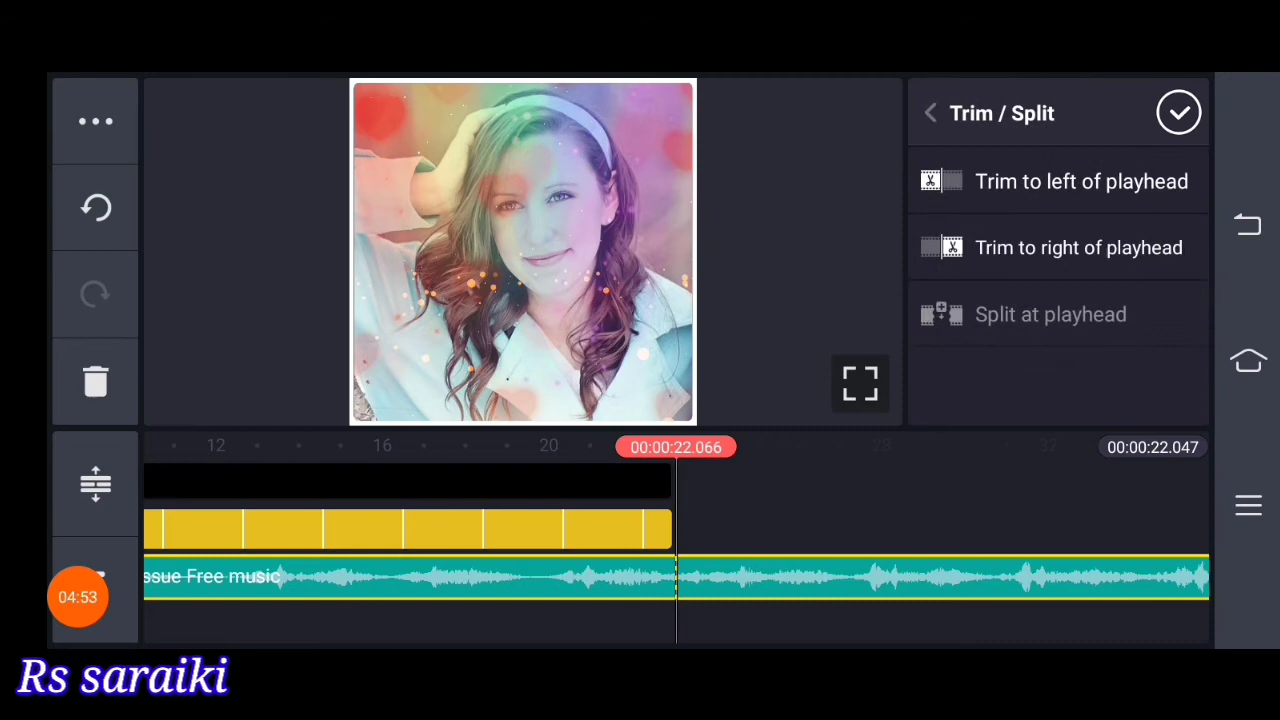 Trim / Split
Trim to left of playhead
Trim to right of playhead
Split at playhead
12
16
20
00:00:22.066
32
00:00:22.047
ssue Free music
04:53
Rs saraiki